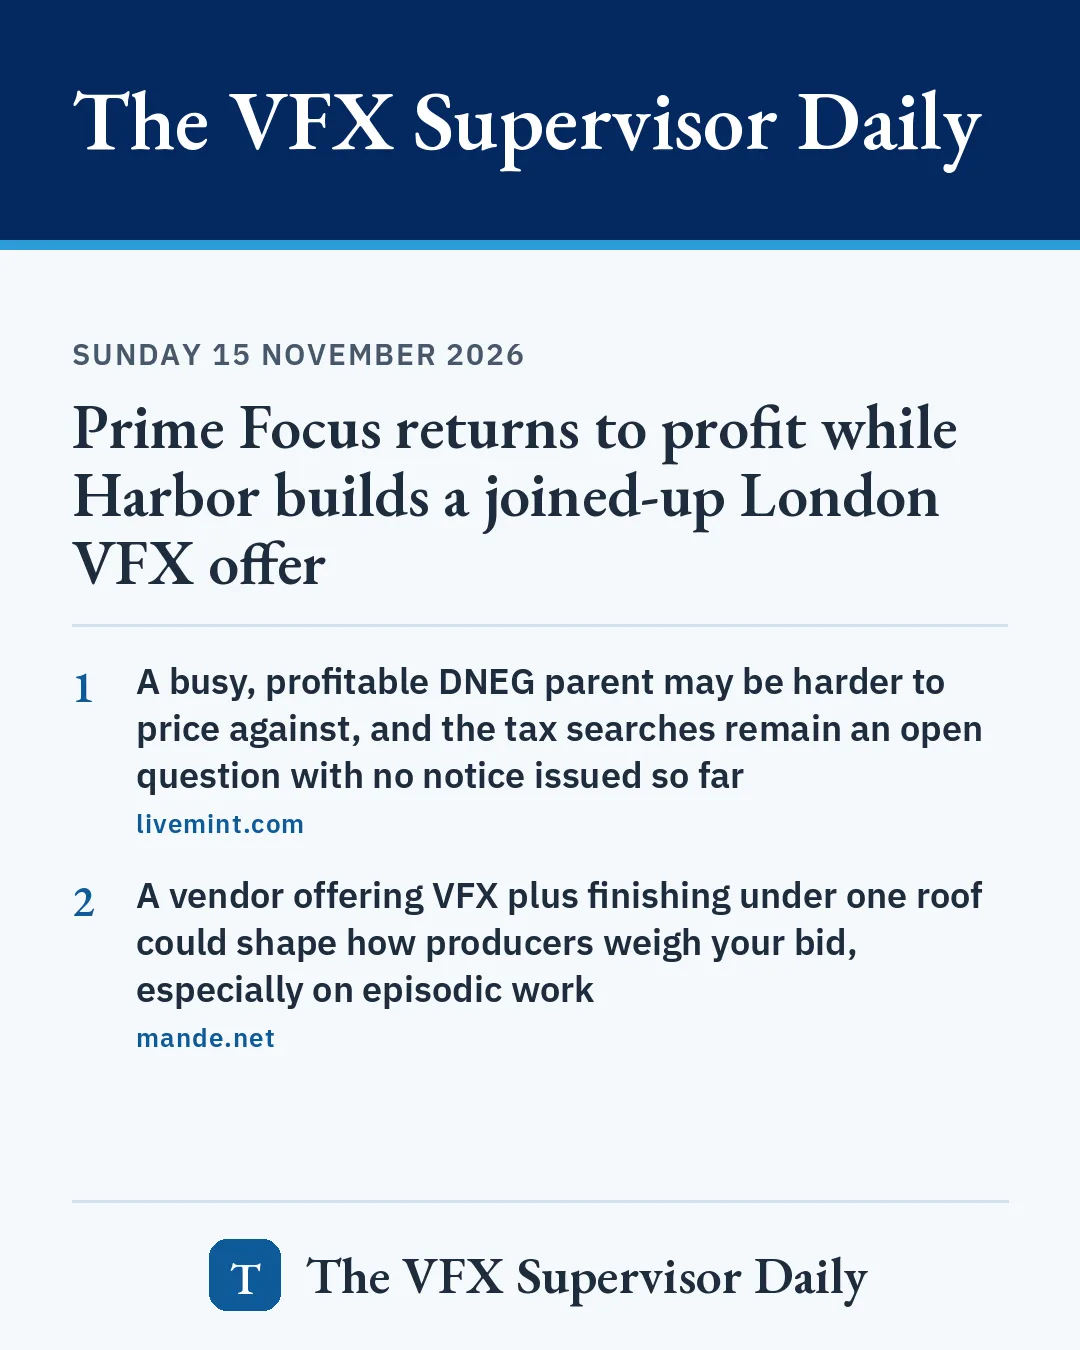 The VFX Supervisor Daily
SUNDAY 15 NOVEMBER 2026
Prime Focus returns to profit while
Harbor builds a joined-up London
VFX offer
1
A busy, profitable DNEG parent may be harder to
price against, and the tax searches remain an open
question with no notice issued so far
livemint.com
2
A vendor offering VFX plus finishing under one roof
could shape how producers weigh your bid,
especially on episodic work
mande.net
T
The VFX Supervisor Daily